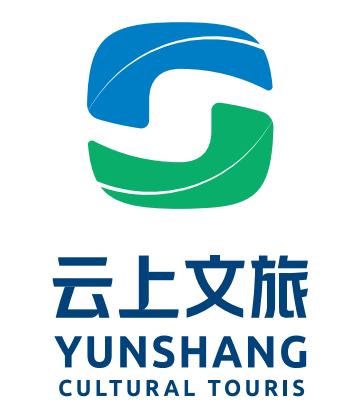 云上文旅
YUNSHANG
CULTURAL TOURIS